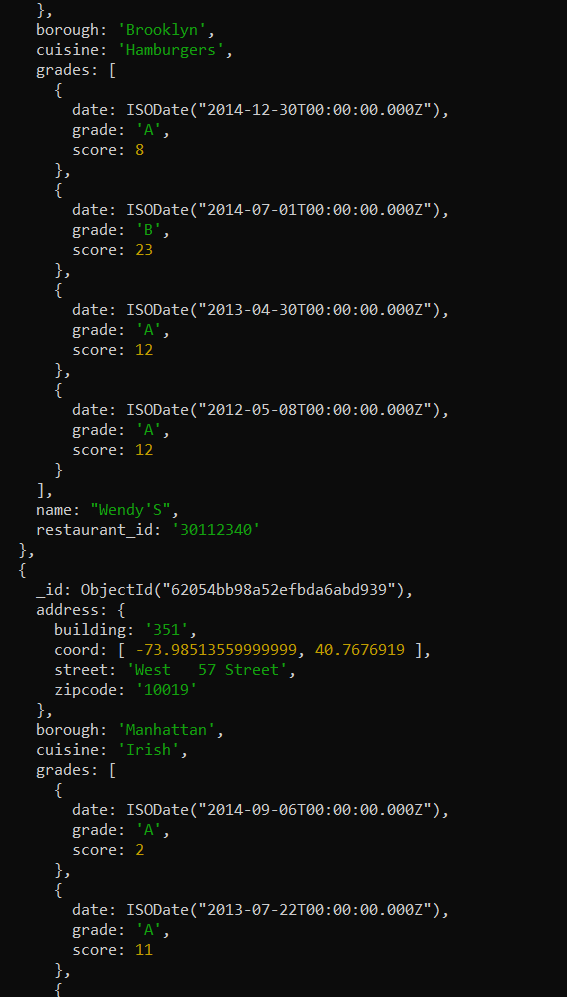 },
    borough: 'Brooklyn',
    cuisine: 'Hamburgers',
    grades: [
      {
        date: ISODate("2014-12-30T00:00:00.000Z"),
        grade: 'A',
        score: 8
      },
      {
        date: ISODate("2014-07-01T00:00:00.000Z"),
        grade: 'B',
        score: 23
      },
      {
        date: ISODate("2013-04-30T00:00:00.000Z"),
        grade: 'A',
        score: 12
      },
      {
        date: ISODate("2012-05-08T00:00:00.000Z"),
        grade: 'A',
        score: 12
      }
    ],
    name: "Wendy'S",
    restaurant_id: '30112340'
  },
  {
    _id: ObjectId("62054bb98a52efbda6abd939"),
    address: {
      building: '351',
      coord: [ -73.98513559999999, 40.7676919 ],
      street: 'West   57 Street',
      zipcode: '10019'
    },
    borough: 'Manhattan',
    cuisine: 'Irish',
    grades: [
      {
        date: ISODate("2014-09-06T00:00:00.000Z"),
        grade: 'A',
        score: 2
      },
      {
        date: ISODate("2013-07-22T00:00:00.000Z"),
        grade: 'A',
        score: 11
      },
      {